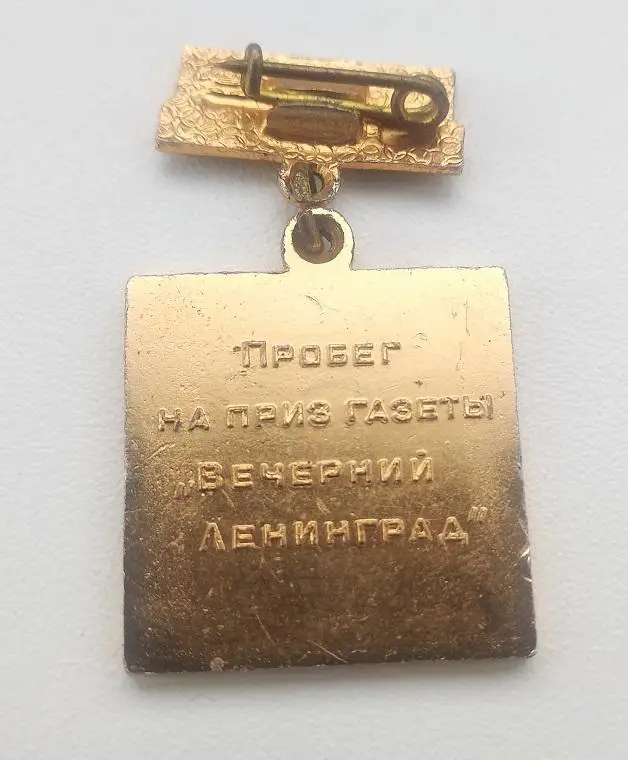 Пробег
на приз газеты
„Вечерний
Ленинград"